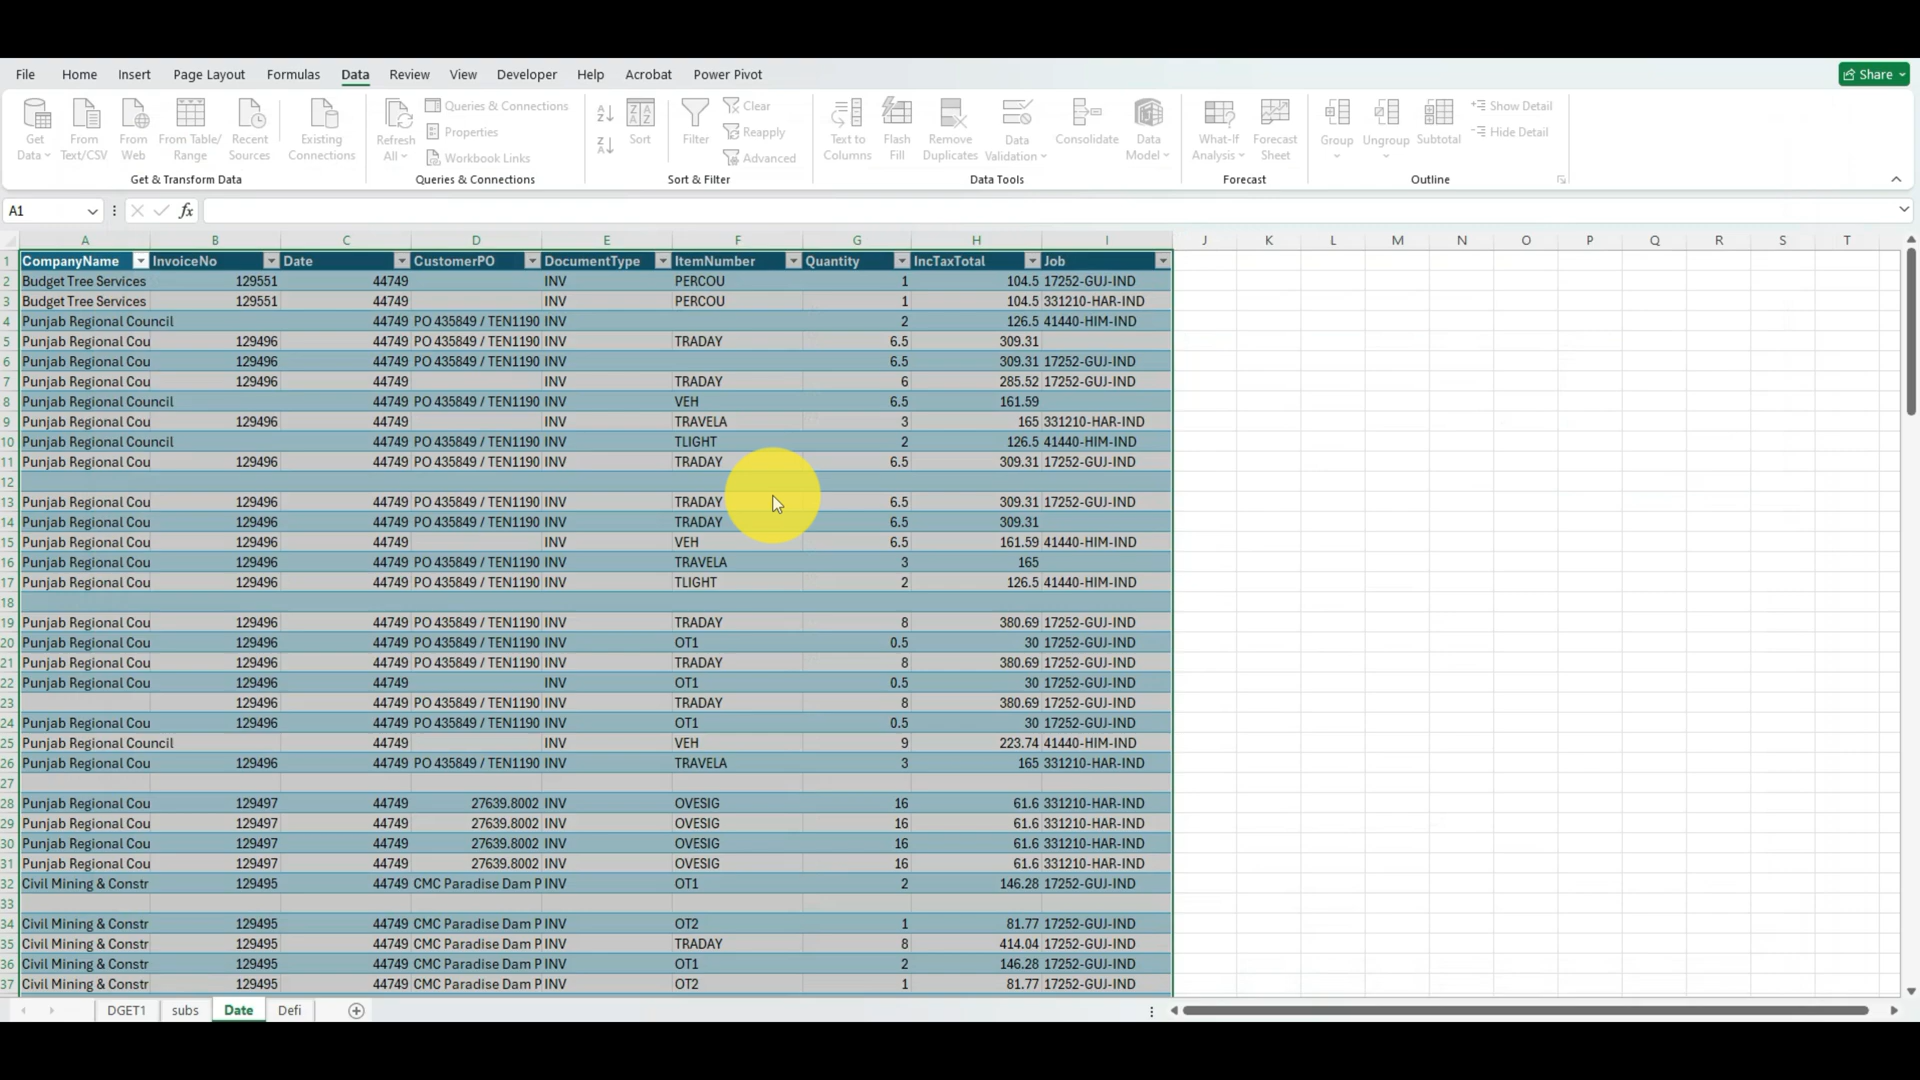 File Home Insert Page Layout Formulas Data Review View Developer Help Acrobat Power Pivot Share
Get Data From Text/CSV From Web From Table/Range Recent Sources Existing Connections
Get & Transform Data
Refresh All Queries & Connections Properties Workbook Links
Queries & Connections
Sort Filter Clear Reapply Advanced
Sort & Filter
Text to Columns Flash Fill Remove Duplicates Data Validation Consolidate Data Model
Data Tools
What-If Analysis Forecast Sheet
Forecast
Group Ungroup Subtotal Show Detail Hide Detail
Outline
A1 fx
A B C D E F G H I J K L M N O P Q R S T
1 CompanyName InvoiceNo Date CustomerPO DocumentType ItemNumber Quantity IncTaxTotal Job
2 Budget Tree Services 129551 44749 INV PERCOU 1 104.5 17252-GUJ-IND
3 Budget Tree Services 129551 44749 INV PERCOU 1 104.5 331210-HAR-IND
4 Punjab Regional Council 44749 PO 435849 / TEN1190 INV 2 126.5 41440-HIM-IND
5 Punjab Regional Cou 129496 44749 PO 435849 / TEN1190 INV TRADAY 6.5 309.31
6 Punjab Regional Cou 129496 44749 PO 435849 / TEN1190 INV 6.5 309.31 17252-GUJ-IND
7 Punjab Regional Cou 129496 44749 INV TRADAY 6 285.52 17252-GUJ-IND
8 Punjab Regional Council 44749 PO 435849 / TEN1190 INV VEH 6.5 161.59
9 Punjab Regional Cou 129496 44749 INV TRAVELA 3 165 331210-HAR-IND
10 Punjab Regional Council 44749 PO 435849 / TEN1190 INV TLIGHT 2 126.5 41440-HIM-IND
11 Punjab Regional Cou 129496 44749 PO 435849 / TEN1190 INV TRADAY 6.5 309.31 17252-GUJ-IND
12
13 Punjab Regional Cou 129496 44749 PO 435849 / TEN1190 INV TRADAY 6.5 309.31 17252-GUJ-IND
14 Punjab Regional Cou 129496 44749 PO 435849 / TEN1190 INV TRADAY 6.5 309.31
15 Punjab Regional Cou 129496 44749 INV VEH 6.5 161.59 41440-HIM-IND
16 Punjab Regional Cou 129496 44749 PO 435849 / TEN1190 INV TRAVELA 3 165
17 Punjab Regional Cou 129496 44749 PO 435849 / TEN1190 INV TLIGHT 2 126.5 41440-HIM-IND
18
19 Punjab Regional Cou 129496 44749 PO 435849 / TEN1190 INV TRADAY 8 380.69 17252-GUJ-IND
20 Punjab Regional Cou 129496 44749 PO 435849 / TEN1190 INV OT1 0.5 30 17252-GUJ-IND
21 Punjab Regional Cou 129496 44749 PO 435849 / TEN1190 INV TRADAY 8 380.69 17252-GUJ-IND
22 Punjab Regional Cou 129496 44749 INV OT1 0.5 30 17252-GUJ-IND
23 129496 44749 PO 435849 / TEN1190 INV TRADAY 8 380.69 17252-GUJ-IND
24 Punjab Regional Cou 129496 44749 PO 435849 / TEN1190 INV OT1 0.5 30 17252-GUJ-IND
25 Punjab Regional Council 44749 INV VEH 9 223.74 41440-HIM-IND
26 Punjab Regional Cou 129496 44749 PO 435849 / TEN1190 INV TRAVELA 3 165 331210-HAR-IND
27
28 Punjab Regional Cou 129497 44749 27639.8002 INV OVESIG 16 61.6 331210-HAR-IND
29 Punjab Regional Cou 129497 44749 27639.8002 INV OVESIG 16 61.6 331210-HAR-IND
30 Punjab Regional Cou 129497 44749 27639.8002 INV OVESIG 16 61.6 331210-HAR-IND
31 Punjab Regional Cou 129497 44749 27639.8002 INV OVESIG 16 61.6 331210-HAR-IND
32 Civil Mining & Constr 129495 44749 CMC Paradise Dam P INV OT1 2 146.28 17252-GUJ-IND
33
34 Civil Mining & Constr 129495 44749 CMC Paradise Dam P INV OT2 1 81.77 17252-GUJ-IND
35 Civil Mining & Constr 129495 44749 CMC Paradise Dam P INV TRADAY 8 414.04 17252-GUJ-IND
36 Civil Mining & Constr 129495 44749 CMC Paradise Dam P INV OT1 2 146.28 17252-GUJ-IND
37 Civil Mining & Constr 129495 44749 CMC Paradise Dam P INV OT2 1 81.77 17252-GUJ-IND
DGET1 subs Date Defi